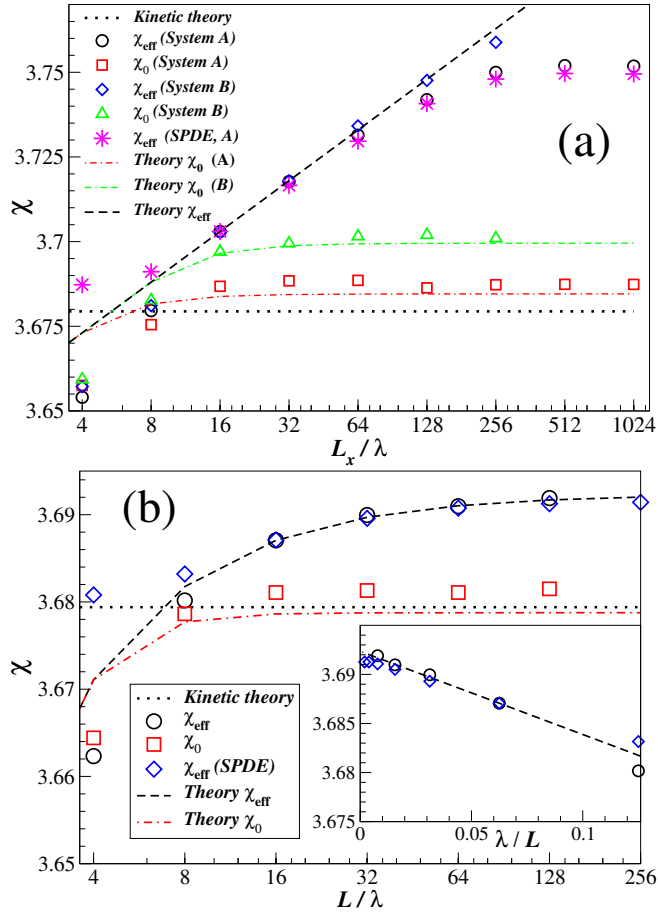 Kinetic theory
χeff (System A)
χ0 (System A)
χeff (System B)
χ0 (System B)
χeff (SPDE, A)
Theory χ0 (A)
Theory χ0 (B)
Theory χeff
(a)
3.75
3.725
3.7
3.675
3.65
χ
4 8 16 32 64 128 256 512 1024
Lx / λ
(b)
3.69
3.68
3.67
3.66
3.65
χ
Kinetic theory
χeff
χ0
χeff (SPDE)
Theory χeff
Theory χ0
3.69
3.685
3.68
3.675
0 0.05 0.1
λ / L
4 8 16 32 64 128 256
L / λ